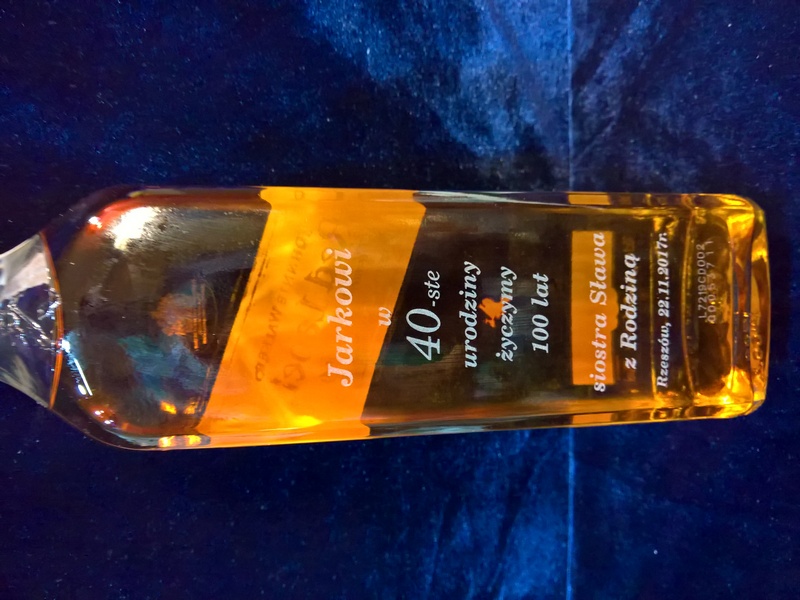 Jarkowi
w
40-ste
urodziny
życzymy
100 lat
siostra Sława
z Rodziną
Rzeszów, 22.11.2017r.